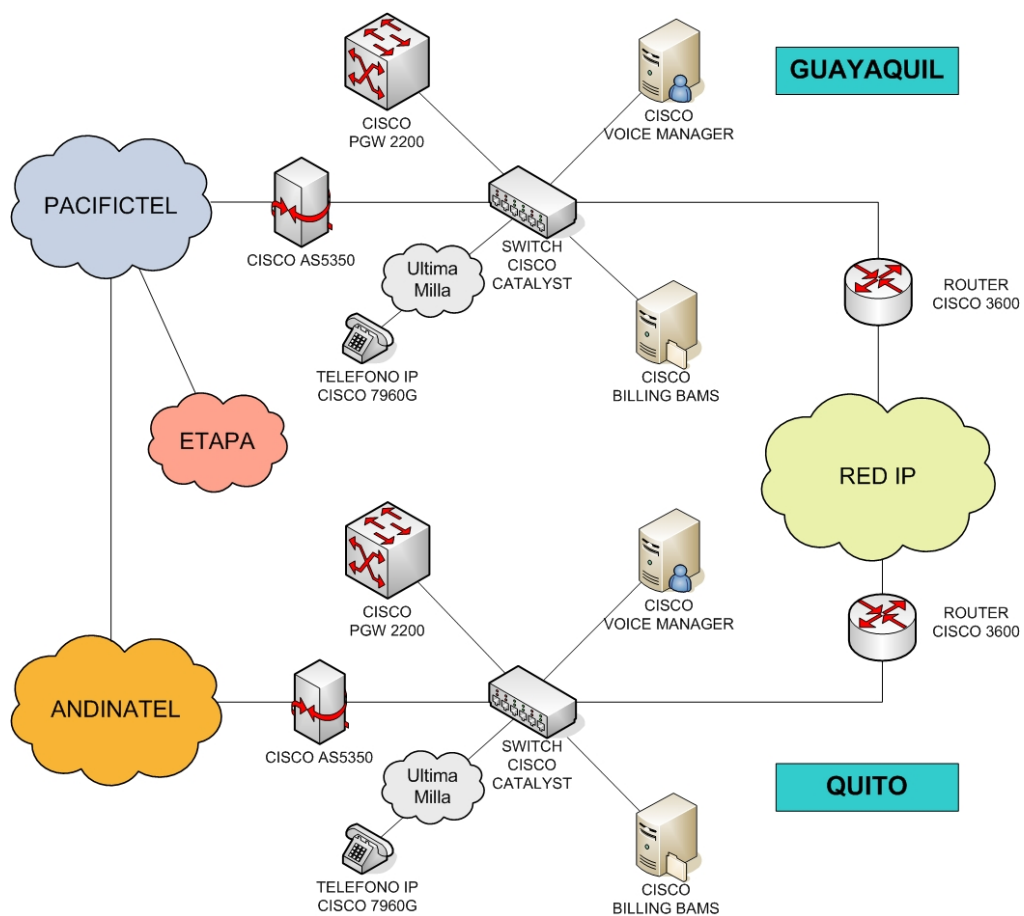 GUAYAQUIL
CISCO
PGW 2200
CISCO
VOICE MANAGER
PACIFICTEL
CISCO AS5350
SWITCH
CISCO
CATALYST
Ultima
Milla
ROUTER
CISCO 3600
TELEFONO IP
CISCO 7960G
CISCO
BILLING BAMS
ETAPA
RED IP
CISCO
PGW 2200
CISCO
VOICE MANAGER
ROUTER
CISCO 3600
ANDINATEL
CISCO AS5350
SWITCH
CISCO
CATALYST
Ultima
Milla
QUITO
TELEFONO IP
CISCO 7960G
CISCO
BILLING BAMS